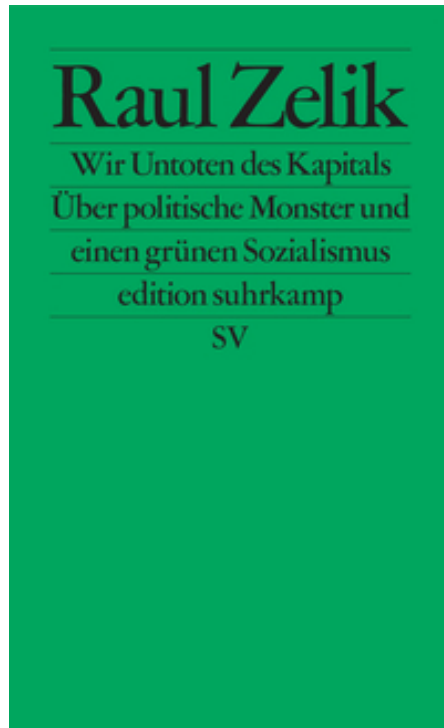 Raul Zelik
Wir Untoten des Kapitals
Über politische Monster und
einen grünen Sozialismus
edition suhrkamp
SV